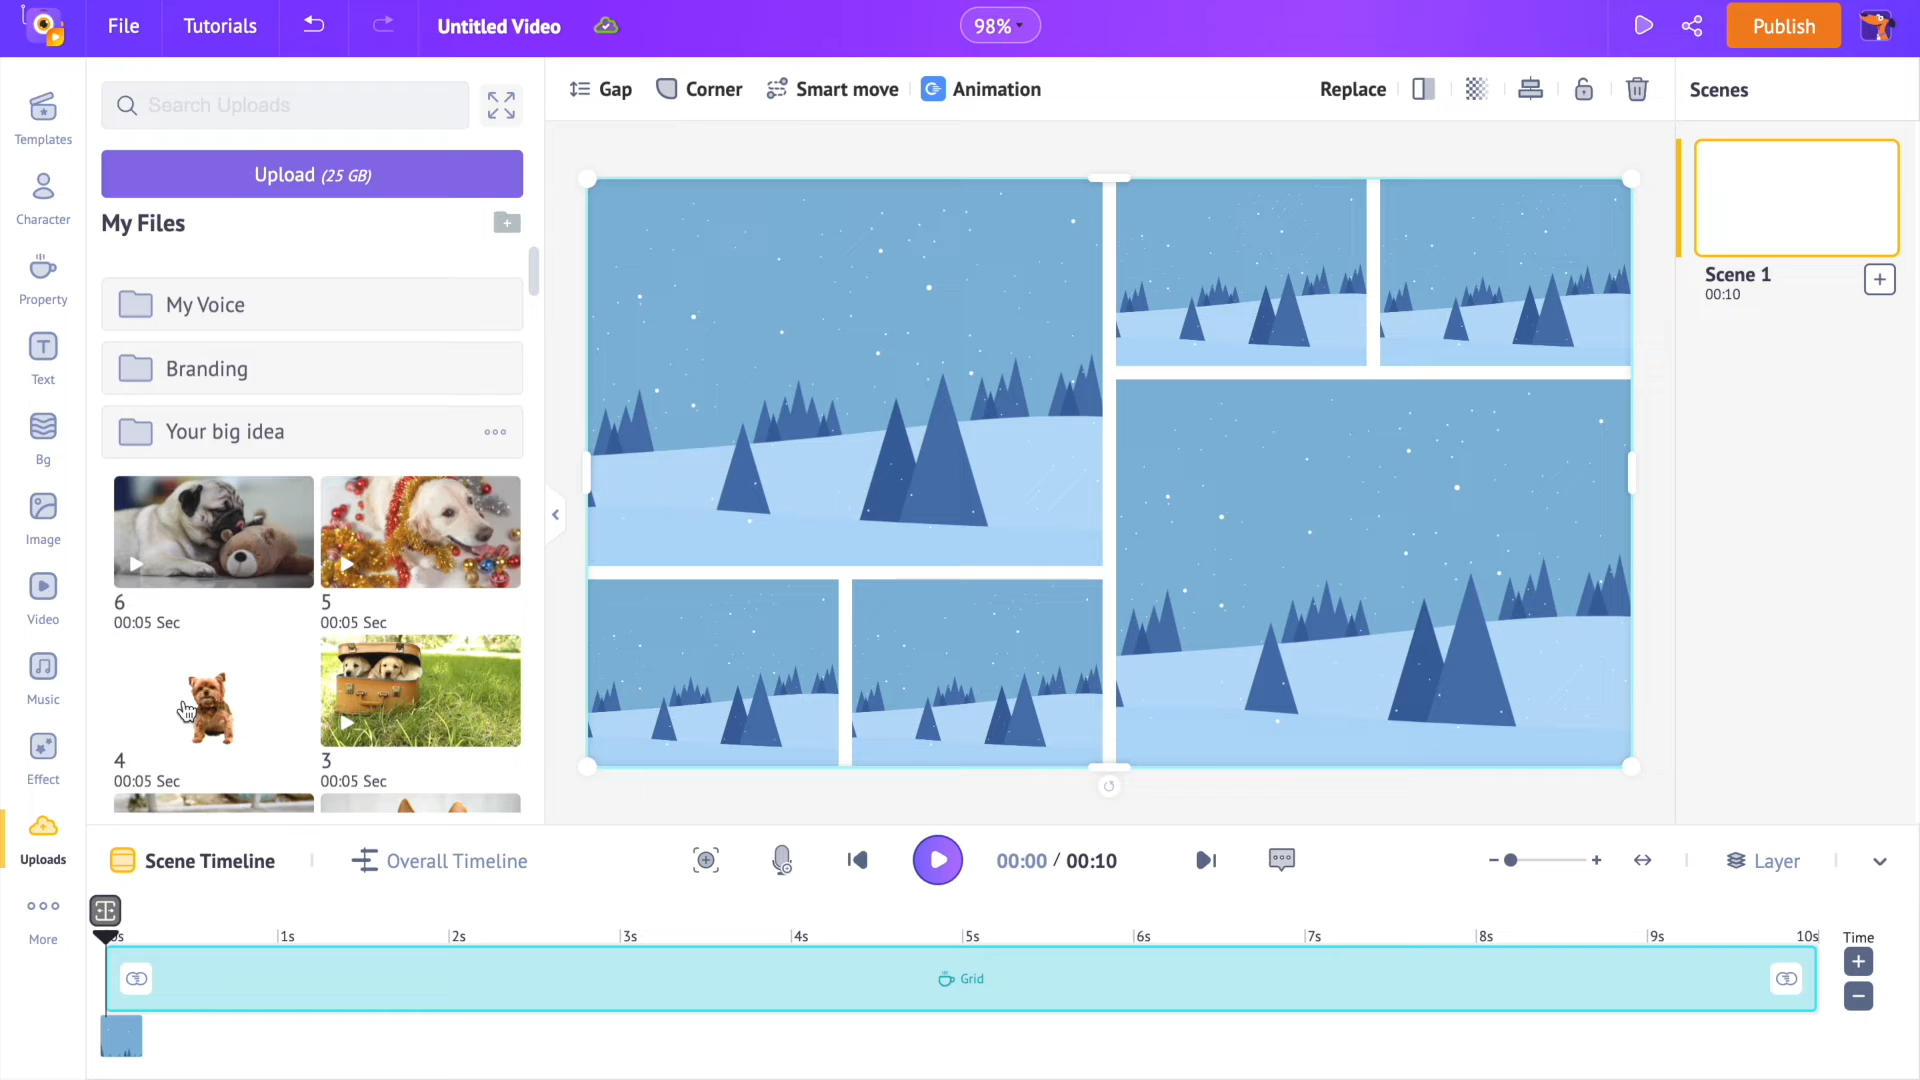 File
Tutorials
Untitled Video
98%
Publish
Templates
Character
Property
Text
Bg
Image
Video
Music
Effect
Uploads
More
Search Uploads
Upload (25 GB)
My Files
My Voice
Branding
Your big idea
6
00:05 Sec
5
00:05 Sec
4
00:05 Sec
3
00:05 Sec
Gap
Corner
Smart move
Animation
Replace
Scenes
Scene 1
00:10
Scene Timeline
Overall Timeline
00:00 / 00:10
Layer
0s 1s 2s 3s 4s 5s 6s 7s 8s 9s 10s
Time
Grid